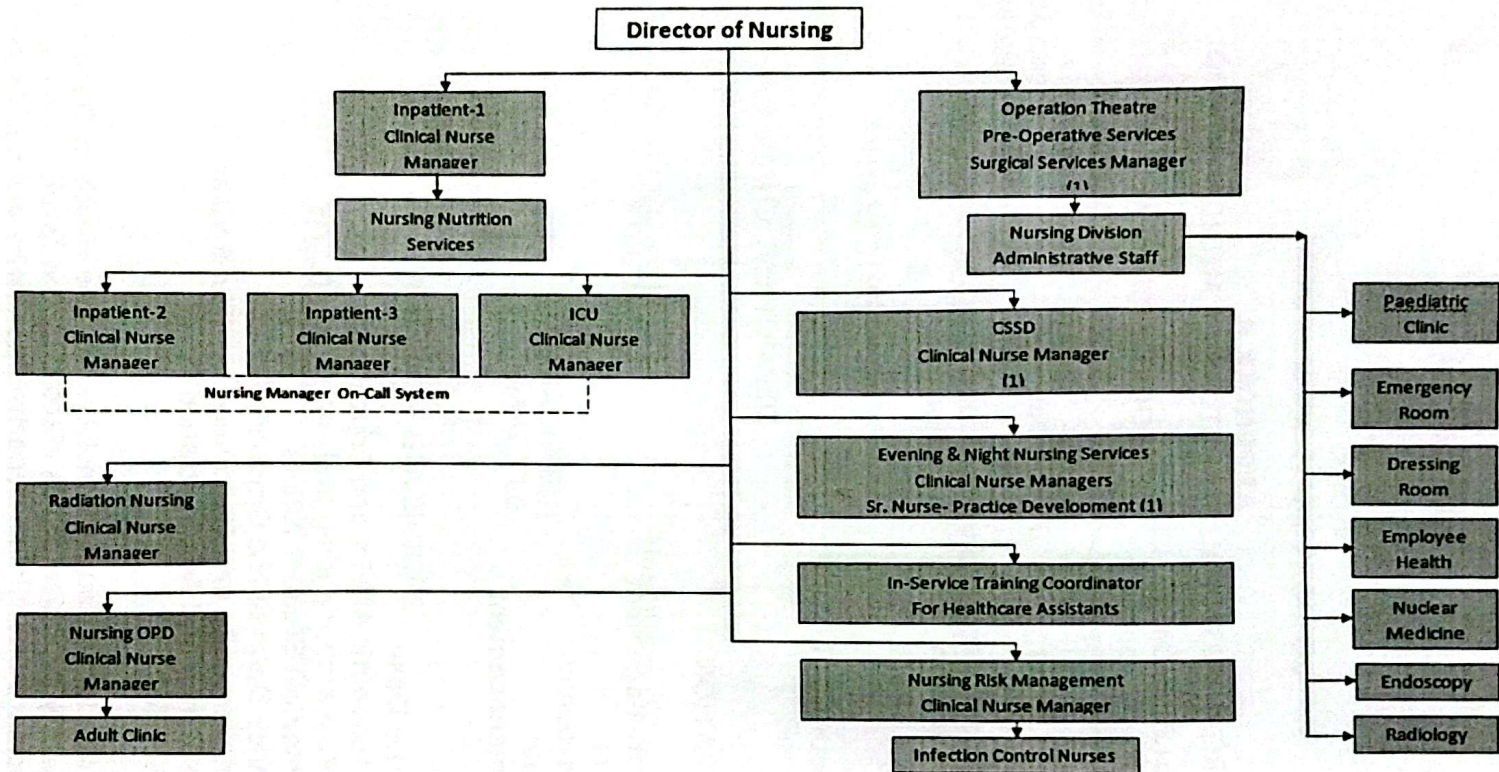 Director of Nursing
Inpatient-1
Clinical Nurse
Manager
Operation Theatre
Pre-Operative Services
Surgical Services Manager
(1)
Nursing Nutrition
Services
Nursing Division
Administrative Staff
Inpatient-2
Clinical Nurse
Manager
Inpatient-3
Clinical Nurse
Manager
ICU
Clinical Nurse
Manager
Nursing Manager On-Call System
CSSD
Clinical Nurse Manager
(1)
Evening & Night Nursing Services
Clinical Nurse Managers
Sr. Nurse- Practice Development (1)
Radiation Nursing
Clinical Nurse
Manager
In-Service Training Coordinator
For Healthcare Assistants
Nursing OPD
Clinical Nurse
Manager
Adult Clinic
Nursing Risk Management
Clinical Nurse Manager
Infection Control Nurses
Paediatric
Clinic
Emergency
Room
Dressing
Room
Employee
Health
Nuclear
Medicine
Endoscopy
Radiology